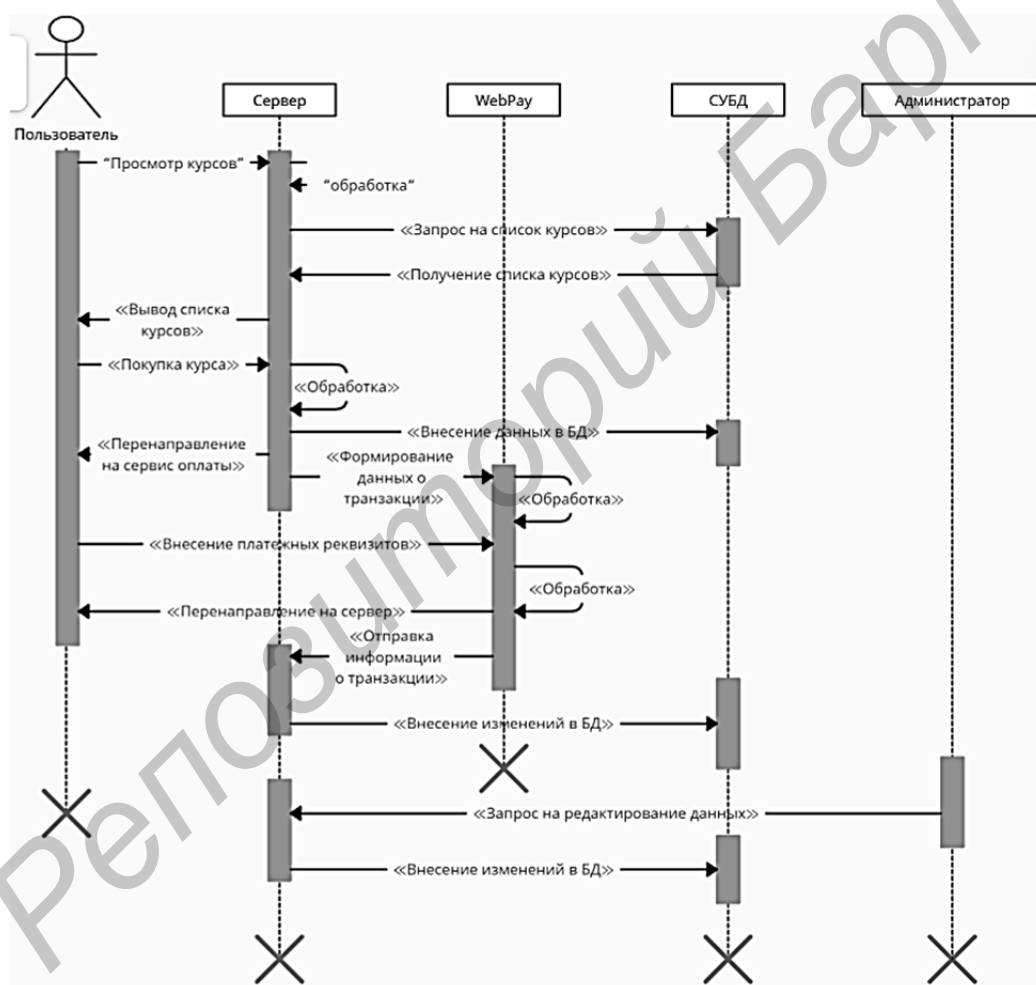 Пользователь
Сервер
WebPay
СУБД
Администратор
“Просмотр курсов”
“обработка”
«Запрос на список курсов»
«Получение списка курсов»
«Вывод списка
курсов»
«Покупка курса»
«Обработка»
«Внесение данных в БД»
«Перенаправление
на сервис оплаты»
«Формирование
данных о
транзакции»
«Обработка»
«Внесение платежных реквизитов»
«Обработка»
«Перенаправление на сервер»
«Отправка
информации
о транзакции»
«Внесение изменений в БД»
«Запрос на редактирование данных»
«Внесение изменений в БД»
Репозиторий